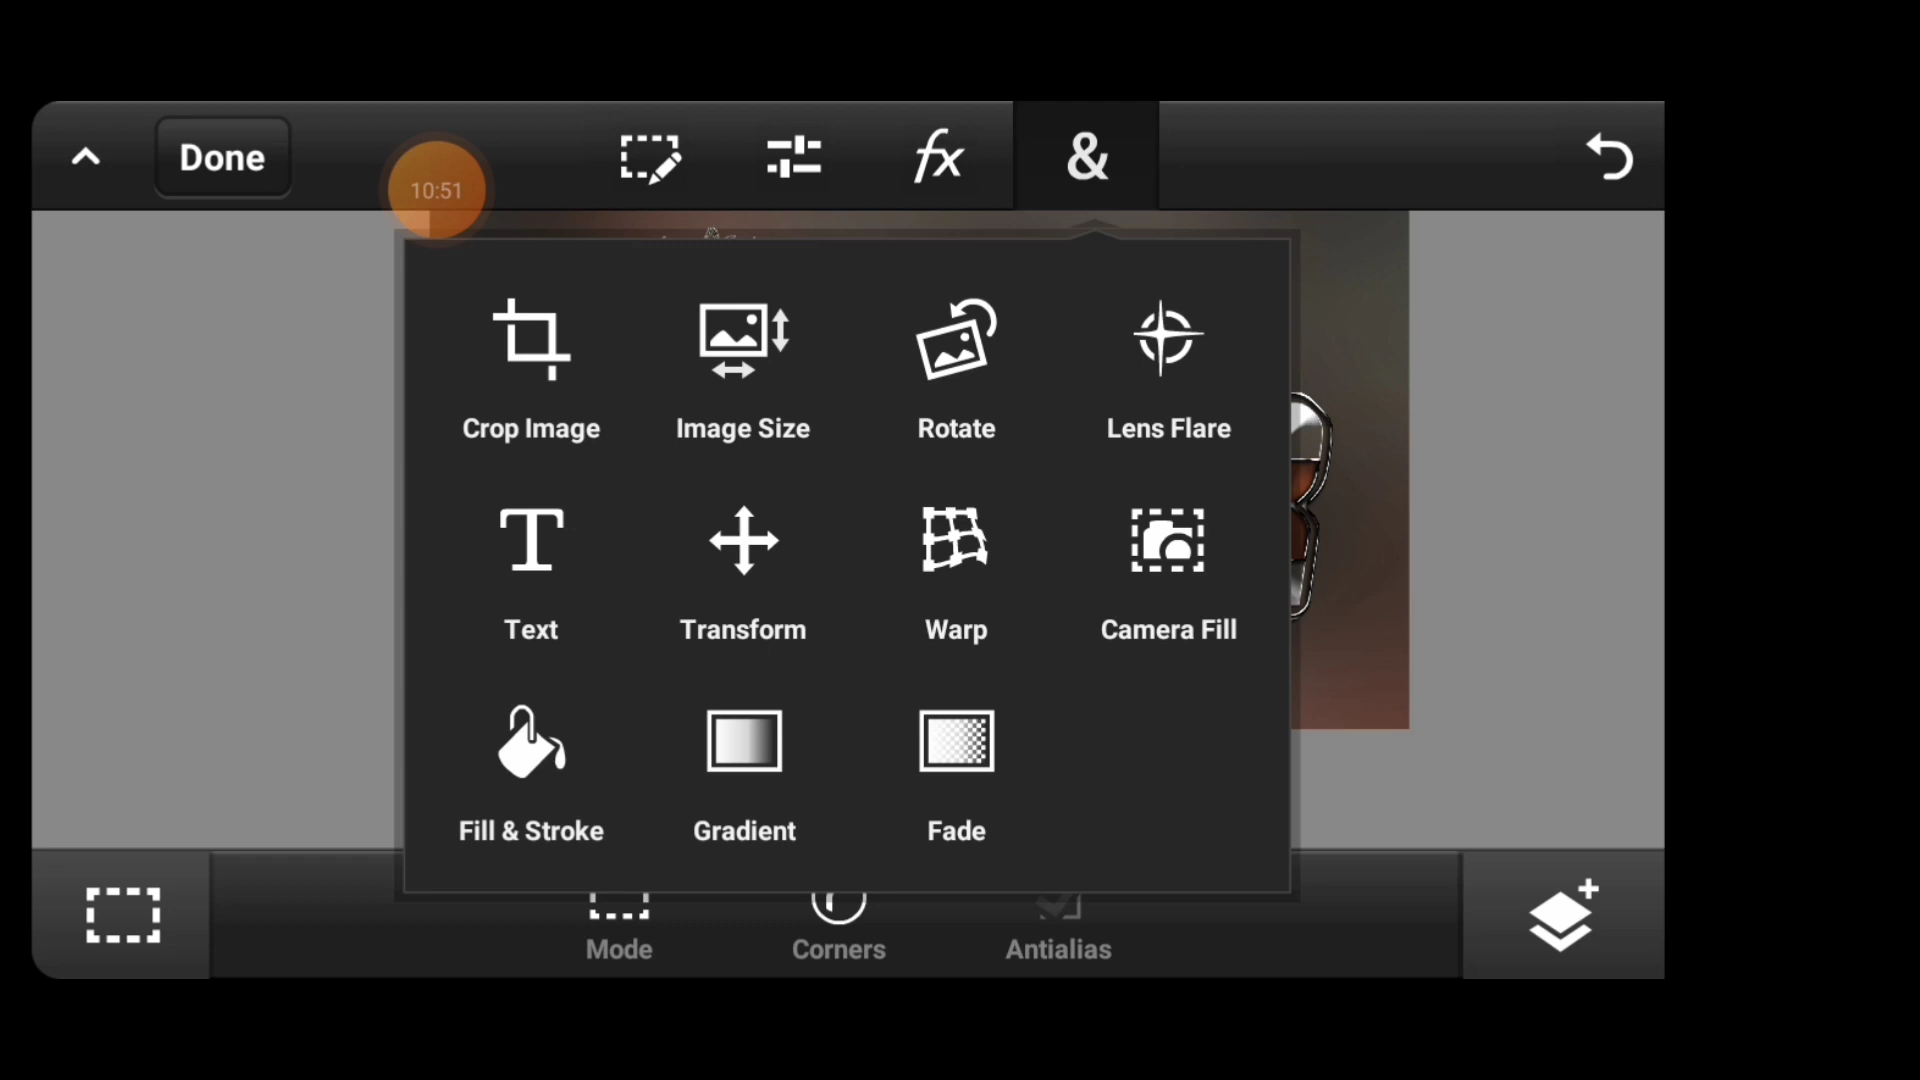 Done
10:51
fx
&
Crop Image
Image Size
Rotate
Lens Flare
T
Text
Transform
Warp
Camera Fill
Fill & Stroke
Gradient
Fade
Mode
Corners
Antialias